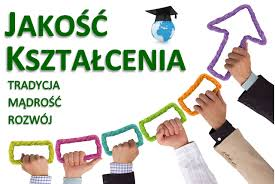 JAKOŚĆ
KSZTAŁCENIA
TRADYCJA
MĄDROŚĆ
ROZWÓJ